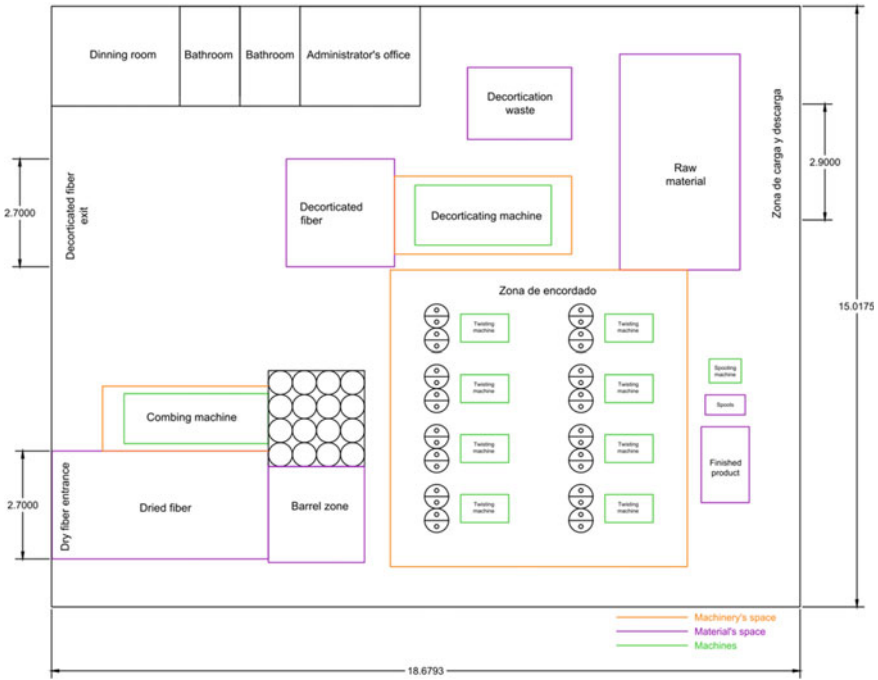 Dinning room
Bathroom
Bathroom
Administrator's office
Decortication
waste
Raw
material
Zona de carga y descarga
2.9000
2.7000
Decorticated fiber
exit
Decorticated
fiber
Decorticating machine
15.0175
Zona de encordado
Twisting
machine
Twisting
machine
Twisting
machine
Twisting
machine
Twisting
machine
Twisting
machine
Twisting
machine
Twisting
machine
Spooling
machine
Spools
Finished
product
Combing machine
2.7000
Dry fiber entrance
Dried fiber
Barrel zone
Machinery's space
Material's space
Machines
18.6793